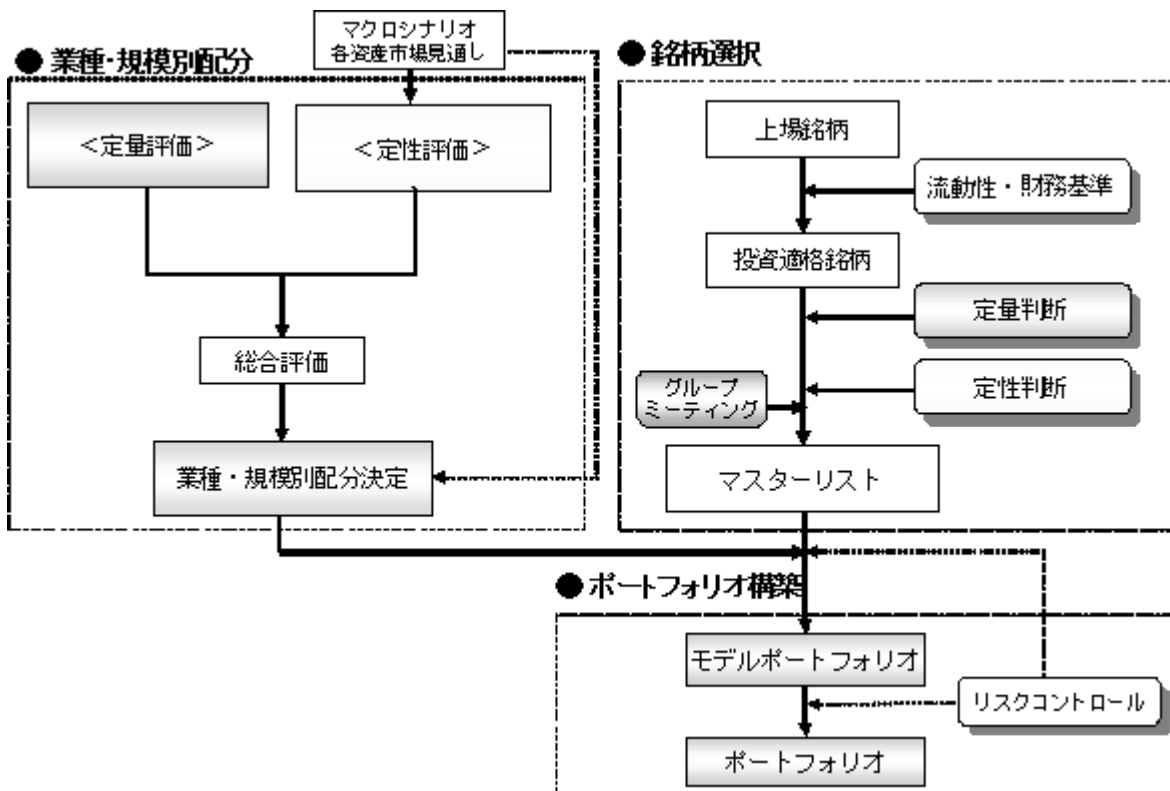 マクロシナリオ
各資産市場見通し
● 業種・規模別配分
＜定量評価＞
＜定性評価＞
総合評価
業種・規模別配分決定
● 銘柄選択
上場銘柄
流動性・財務基準
投資適格銘柄
定量判断
定性判断
グループ
ミーティング
マスターリスト
● ポートフォリオ構築
モデルポートフォリオ
リスクコントロール
ポートフォリオ